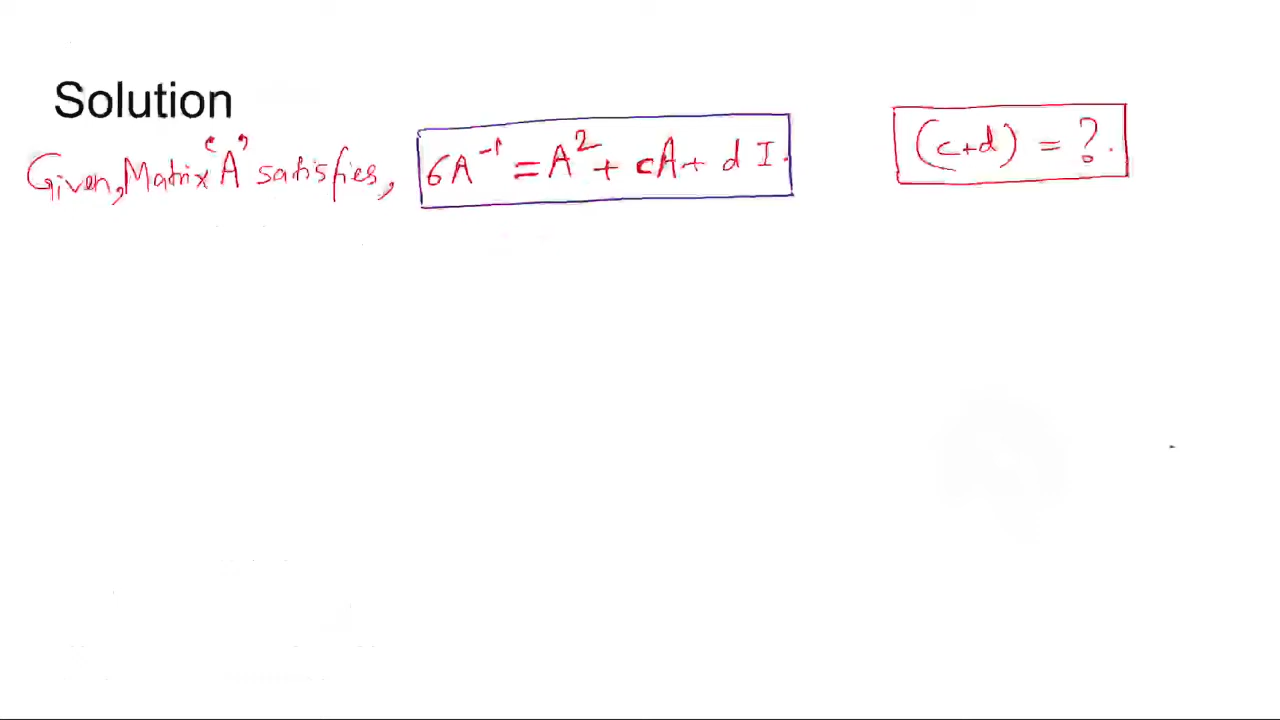 Solution
Given, Matrix 'A' satisfies, 6A⁻¹ = A² + cA + d I. (c+d) = ?.